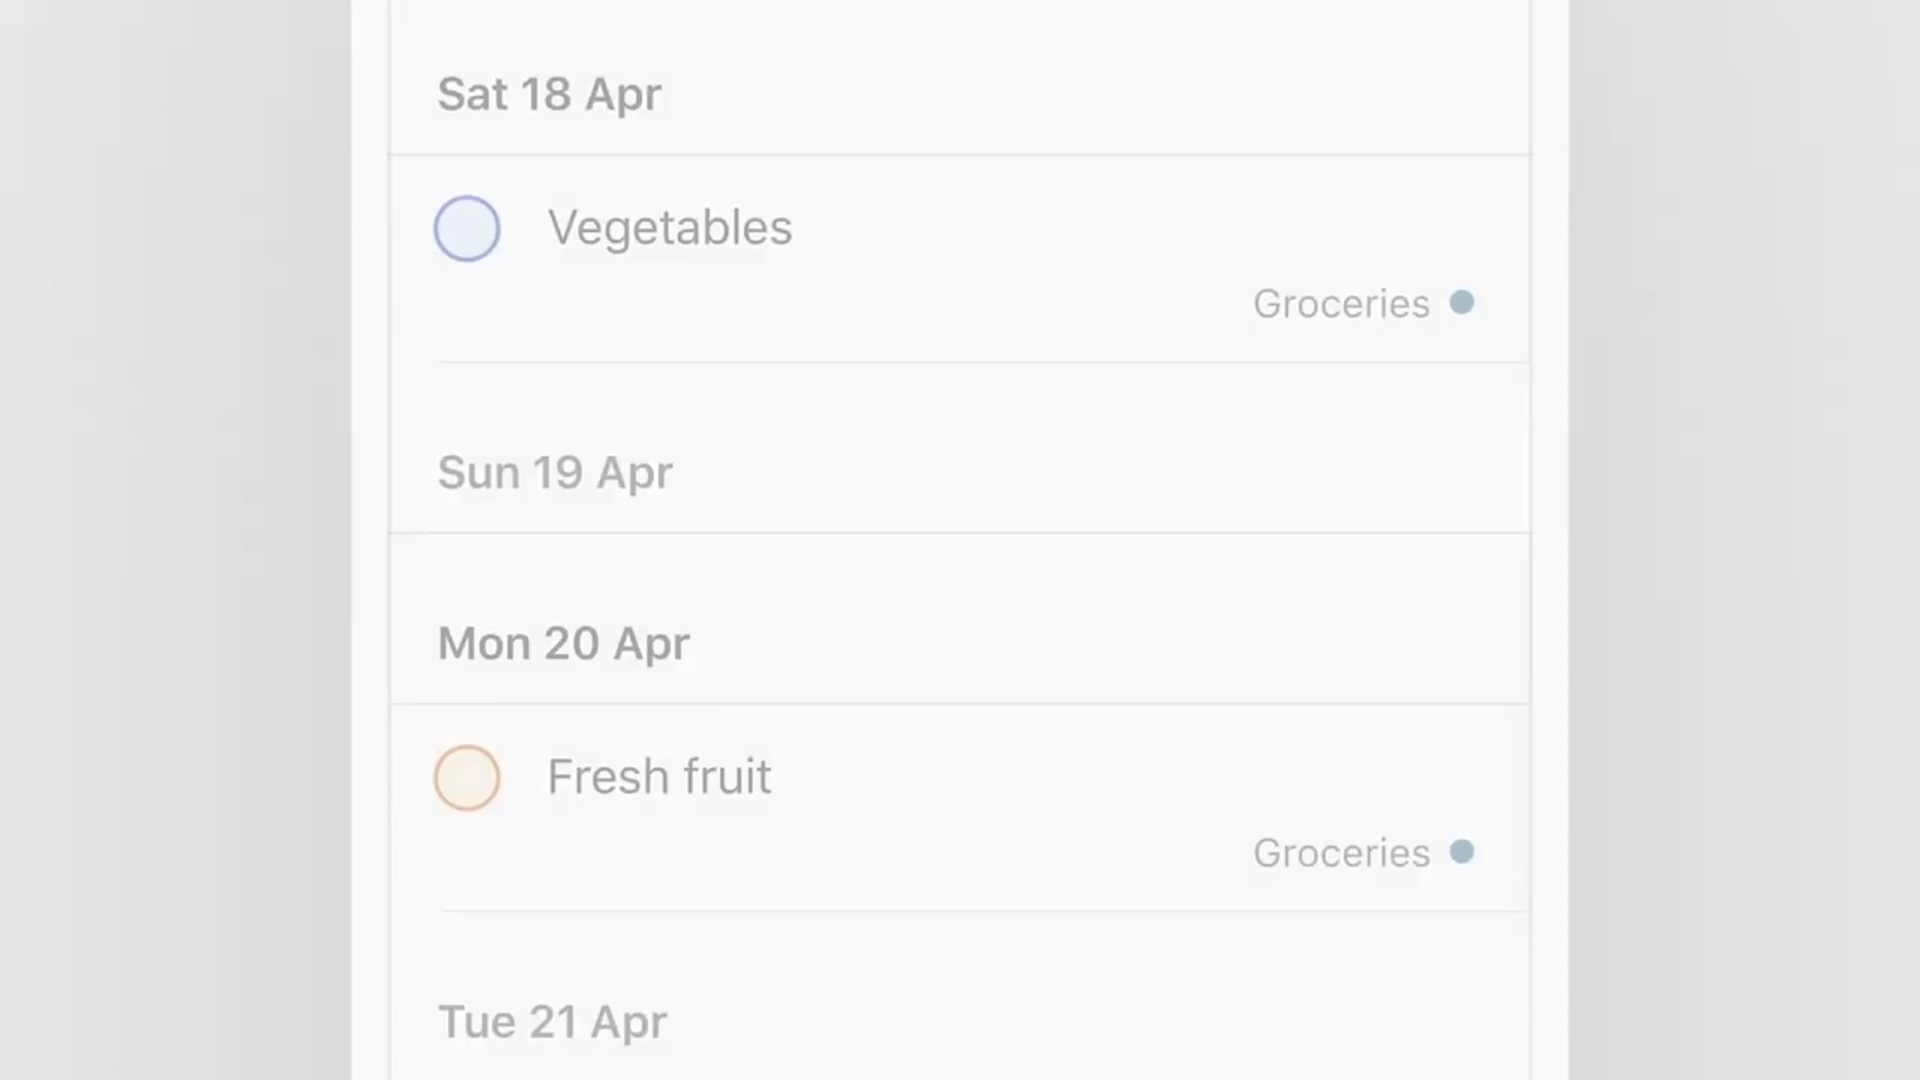 Sat 18 Apr
Vegetables
Groceries
Sun 19 Apr
Mon 20 Apr
Fresh fruit
Groceries
Tue 21 Apr